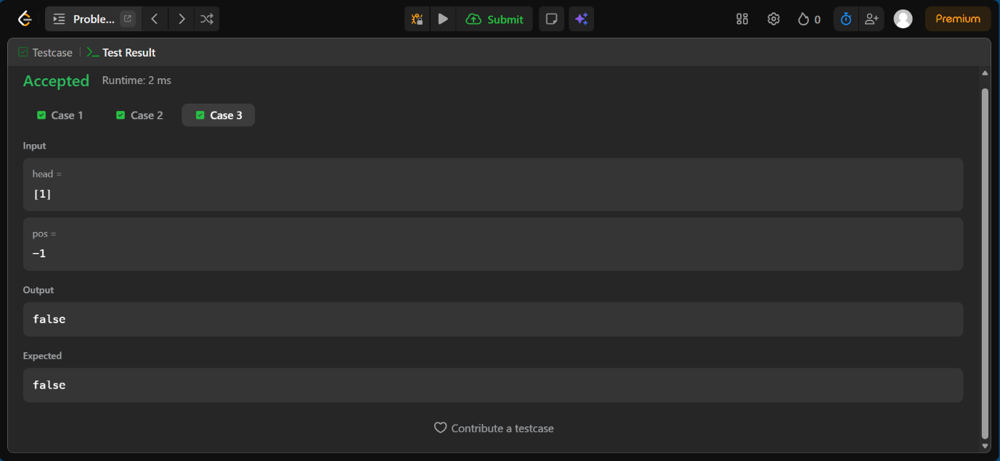 Proble... Submit 0 Premium
Testcase Test Result
Accepted Runtime: 2 ms
Case 1 Case 2 Case 3
Input
head =
[1]
pos =
-1
Output
false
Expected
false
Contribute a testcase